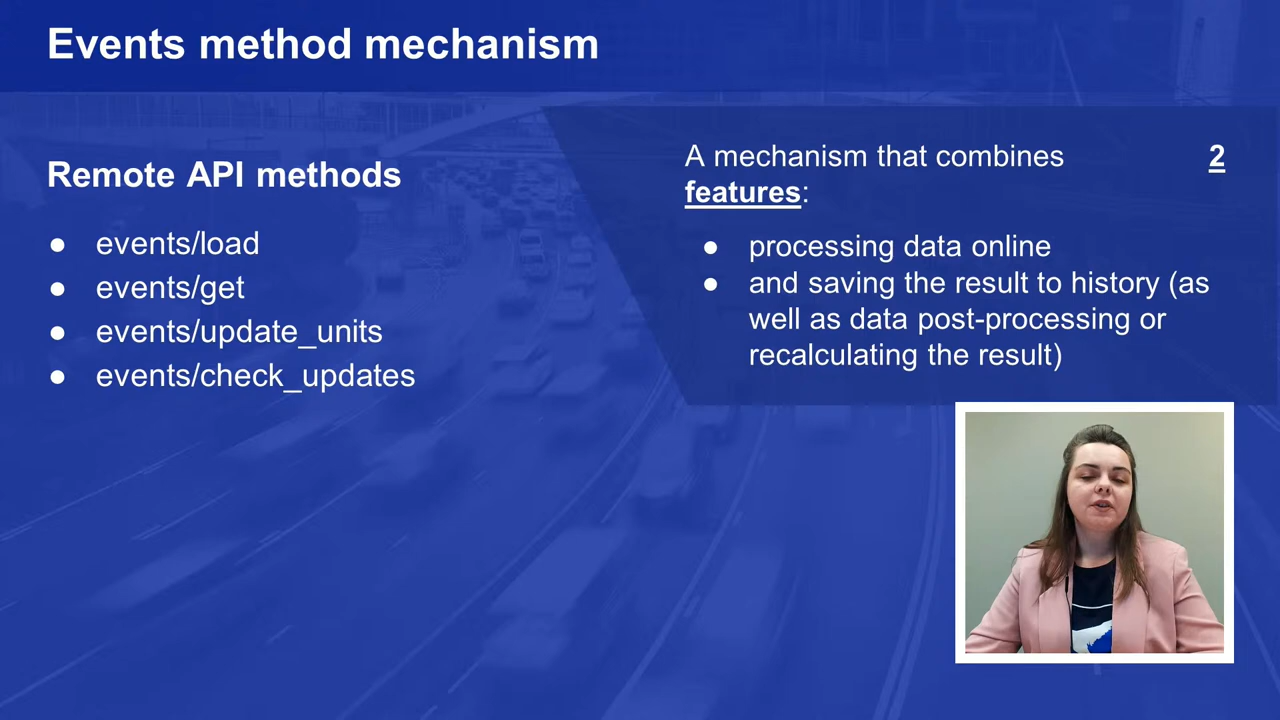 Events method mechanism
Remote API methods
● events/load
● events/get
● events/update_units
● events/check_updates
A mechanism that combines 2
features:
● processing data online
● and saving the result to history (as
well as data post-processing or
recalculating the result)